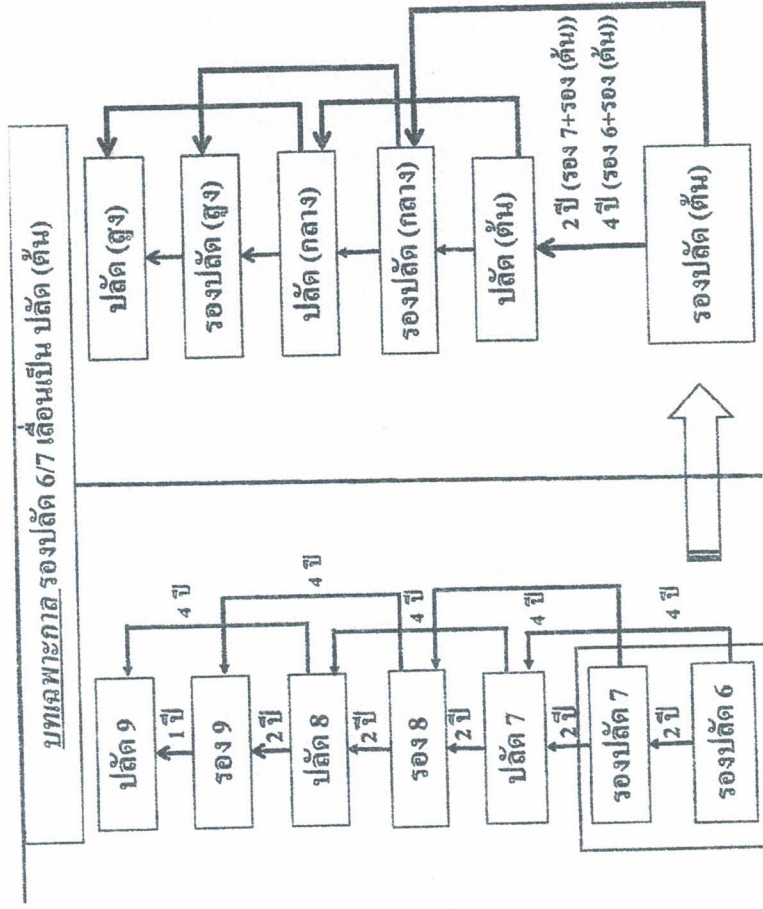 บทเฉพาะกาล รองปลัด 6/7 เลื่อนเป็น ปลัด (ต้น)
ปลัด 9
1 ปี
4 ปี
รอง 9
2 ปี
4 ปี
ปลัด 8
2 ปี
4 ปี
รอง 8
2 ปี
4 ปี
ปลัด 7
2 ปี
4 ปี
รองปลัด 7
2 ปี
รองปลัด 6
ปลัด (สูง)
รองปลัด (สูง)
ปลัด (กลาง)
รองปลัด (กลาง)
ปลัด (ต้น)
2 ปี (รอง 7+รอง (ต้น))
4 ปี (รอง 6+รอง (ต้น))
รองปลัด (ต้น)